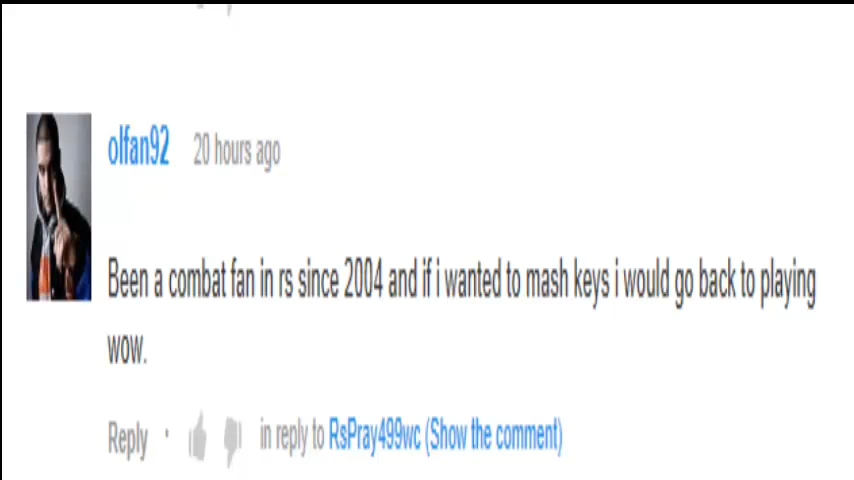 olfan92 20 hours ago
Been a combat fan in rs since 2004 and if i wanted to mash keys i would go back to playing
wow.
Reply · in reply to RsPray499wc (Show the comment)